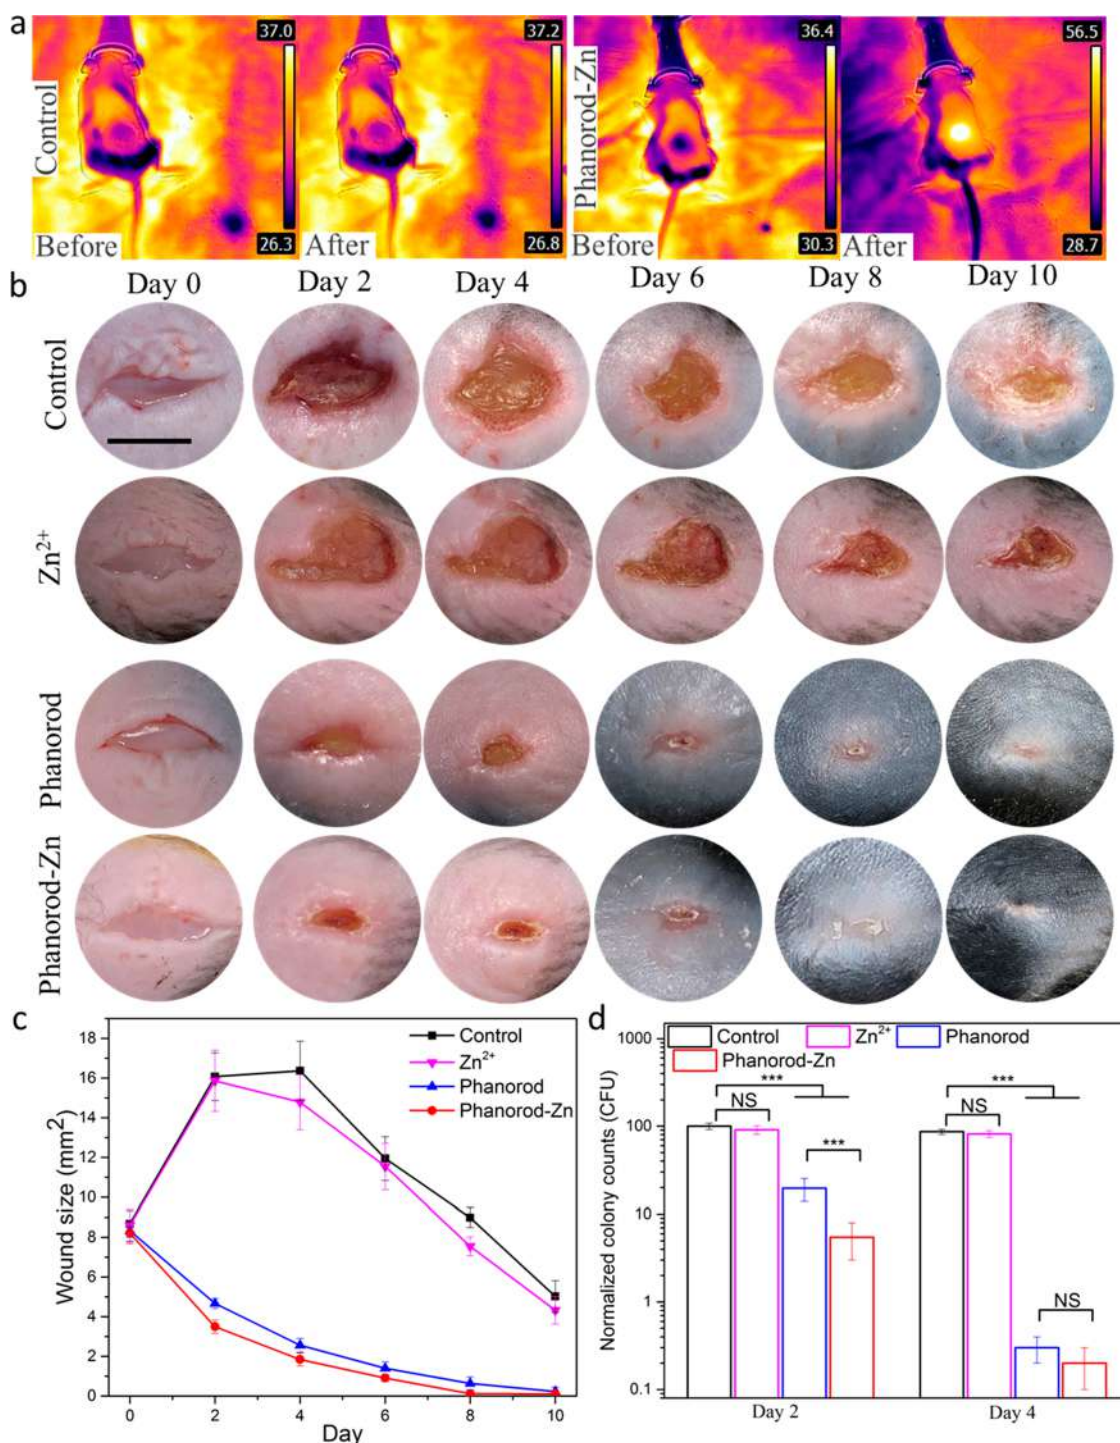 a
Control
37.0
Before
26.3
37.2
After
26.8
Phanorod-Zn
36.4
Before
30.3
56.5
After
28.7
b
Day 0 Day 2 Day 4 Day 6 Day 8 Day 10
Control
Zn²⁺
Phanorod
Phanorod-Zn
c
Wound size (mm²)
18
16
14
12
10
8
6
4
2
0
0 2 4 6 8 10
Day
Control
Zn²⁺
Phanorod
Phanorod-Zn
d
Normalized colony counts (CFU)
1000
100
10
1
0.1
Control Zn²⁺ Phanorod
Phanorod-Zn
***
NS
***
***
NS
NS
Day 2 Day 4